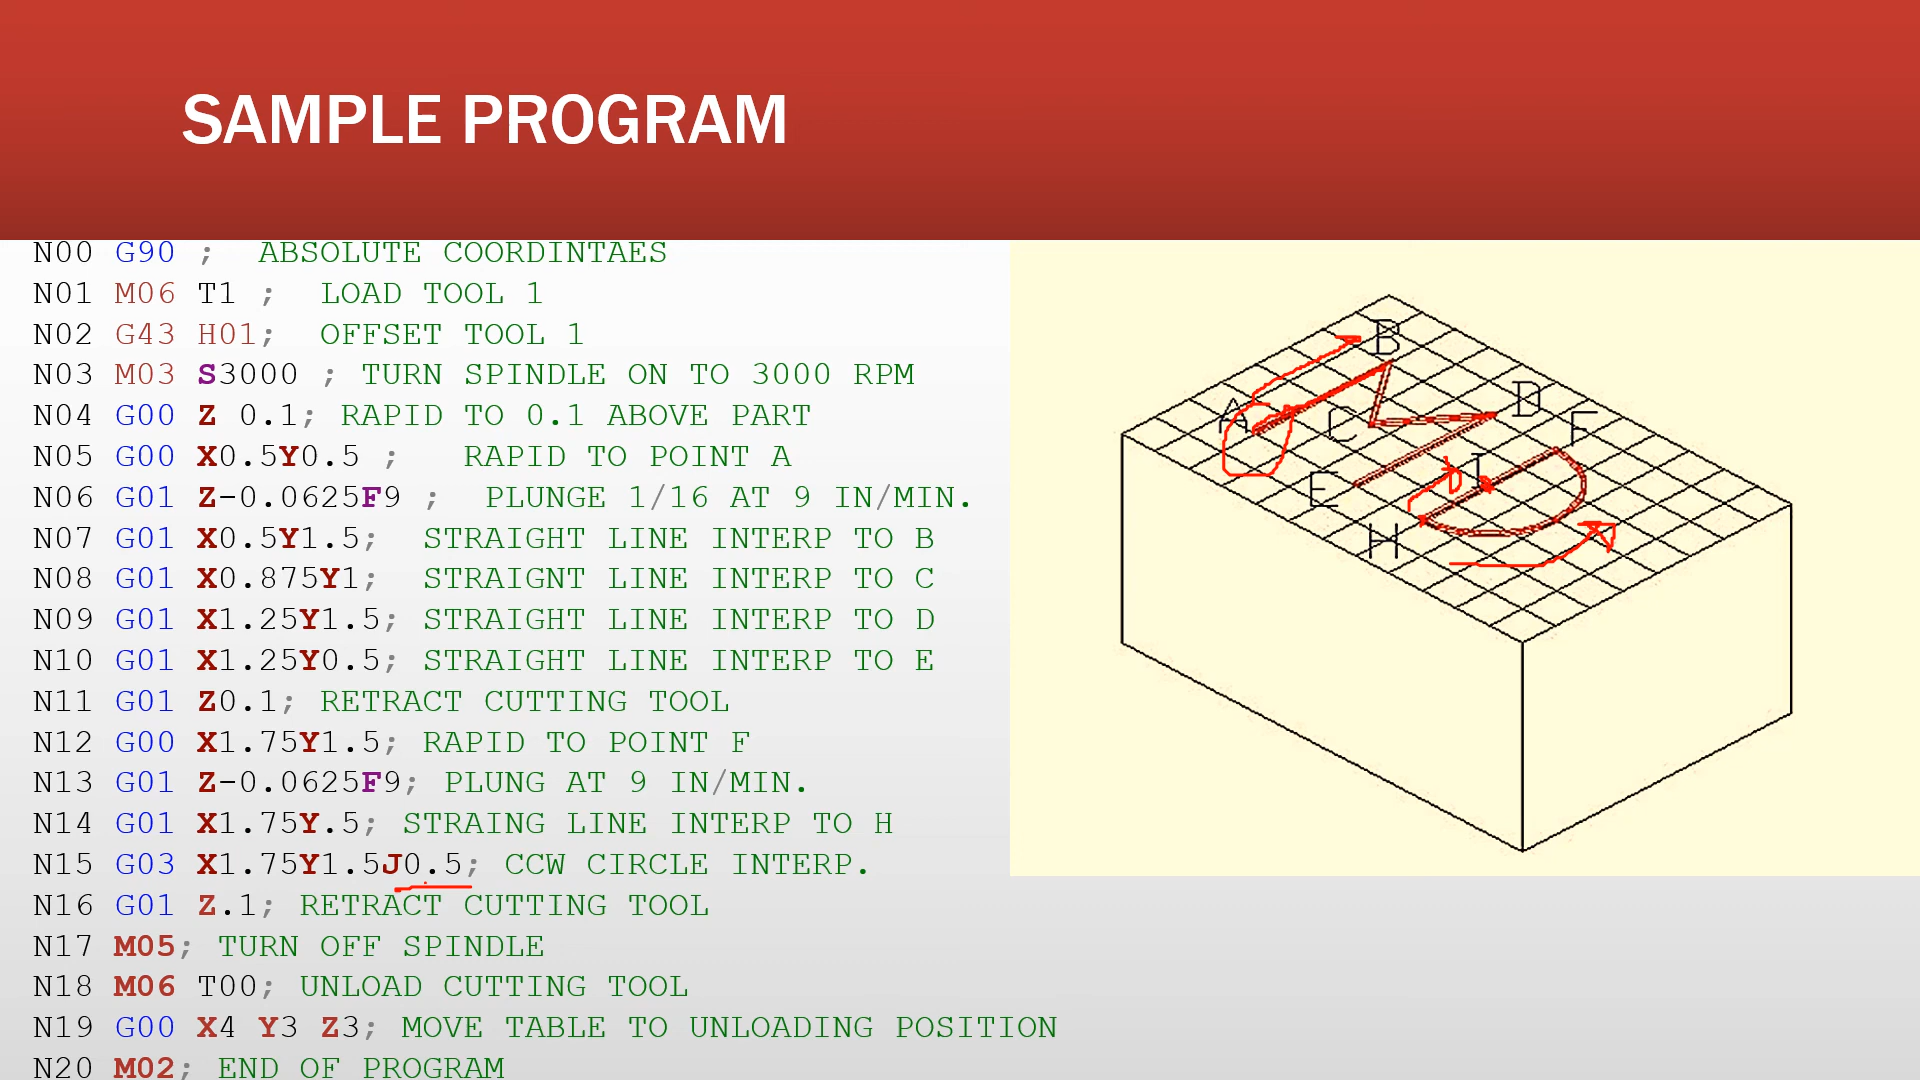 SAMPLE PROGRAM
N00 G90 ;  ABSOLUTE COORDINTAES
N01 M06 T1 ;  LOAD TOOL 1
N02 G43 H01;  OFFSET TOOL 1
N03 M03 S3000 ; TURN SPINDLE ON TO 3000 RPM
N04 G00 Z 0.1; RAPID TO 0.1 ABOVE PART
N05 G00 X0.5Y0.5 ;   RAPID TO POINT A
N06 G01 Z-0.0625F9 ;  PLUNGE 1/16 AT 9 IN/MIN.
N07 G01 X0.5Y1.5;  STRAIGHT LINE INTERP TO B
N08 G01 X0.875Y1;  STRAIGNT LINE INTERP TO C
N09 G01 X1.25Y1.5; STRAIGHT LINE INTERP TO D
N10 G01 X1.25Y0.5; STRAIGHT LINE INTERP TO E
N11 G01 Z0.1; RETRACT CUTTING TOOL
N12 G00 X1.75Y1.5; RAPID TO POINT F
N13 G01 Z-0.0625F9; PLUNG AT 9 IN/MIN.
N14 G01 X1.75Y.5; STRAING LINE INTERP TO H
N15 G03 X1.75Y1.5J0.5; CCW CIRCLE INTERP.
N16 G01 Z.1; RETRACT CUTTING TOOL
N17 M05; TURN OFF SPINDLE
N18 M06 T00; UNLOAD CUTTING TOOL
N19 G00 X4 Y3 Z3; MOVE TABLE TO UNLOADING POSITION
N20 M02; END OF PROGRAM
B
A
C
D
F
E
I
H